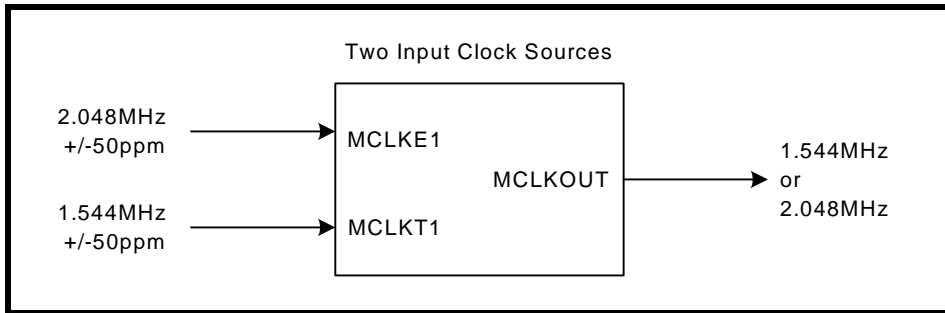 Two Input Clock Sources
2.048MHz
+/-50ppm
MCLKE1
1.544MHz
+/-50ppm
MCLKT1
MCLKOUT
1.544MHz
or
2.048MHz